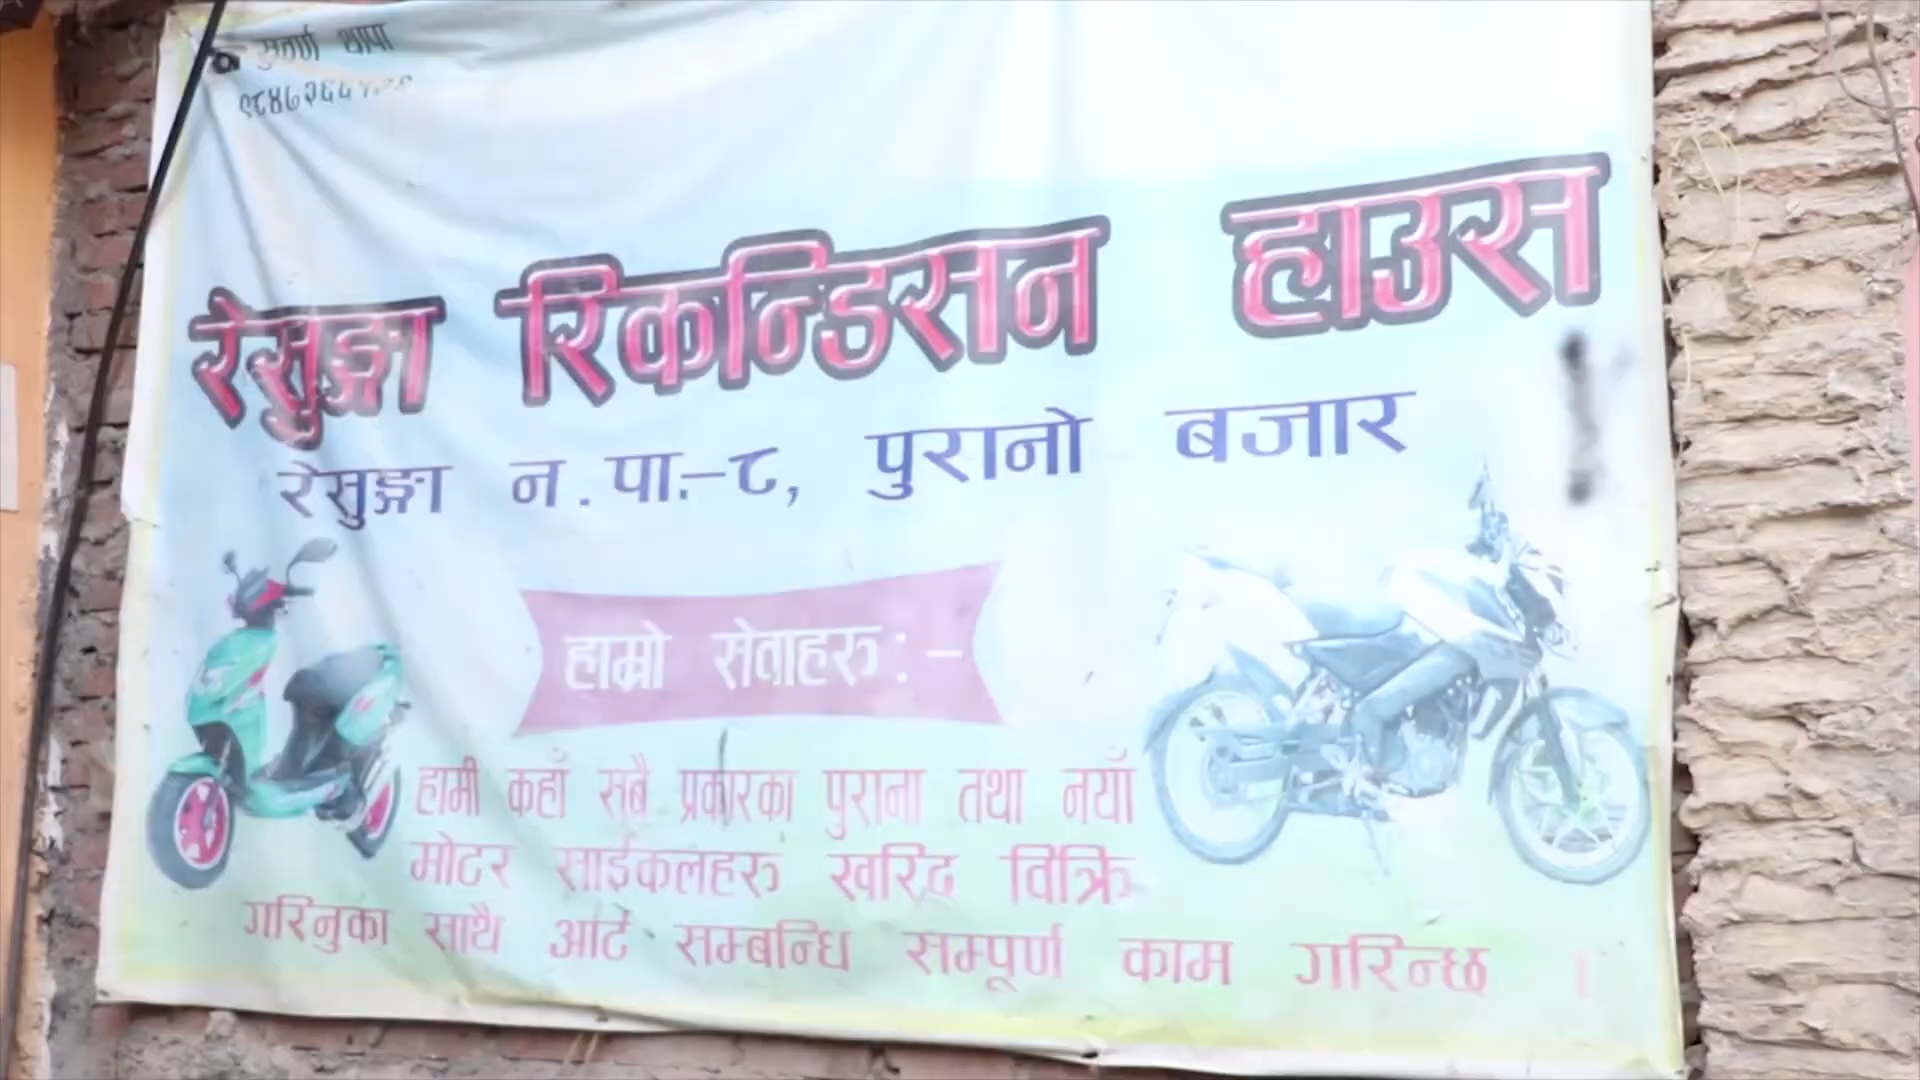 थापा
रेसुङ्गा रिकन्डिसन हाउस
रेसुङ्गा न.पा.-८, पुरानो बजार
हाम्रो सेवाहरु:-
हामी कहाँ सबै प्रकारका पुराना तथा नयाँ
मोटर साईकलहरु खरिद विक्रि
गरिनुका साथै आर्ट सम्बन्धि सम्पूर्ण काम गरिन्छ ।